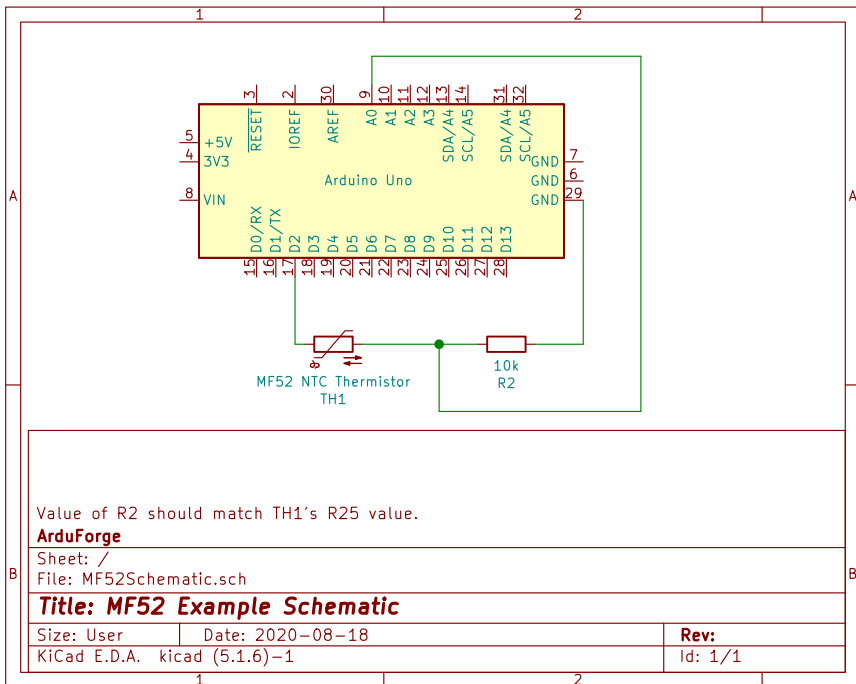 1 2
3 2 30 9 10 11 12 13 14 31 32
RESET IOREF AREF A0 A1 A2 A3 SDA/A4 SCL/A5 SDA/A4 SCL/A5
5 +5V
4 3V3
GND 7
Arduino Uno
GND 6
A A
8 VIN
GND 29
D0/RX D1/TX D2 D3 D4 D5 D6 D7 D8 D9 D10 D11 D12 D13
15 16 17 18 19 20 21 22 23 24 25 26 27 28
θ
10k
MF52 NTC Thermistor
R2
TH1
Value of R2 should match TH1's R25 value.
ArduForge
Sheet: /
B B
File: MF52Schematic.sch
Title: MF52 Example Schematic
Size: User Date: 2020-08-18 Rev:
KiCad E.D.A. kicad (5.1.6)-1 Id: 1/1
1 2